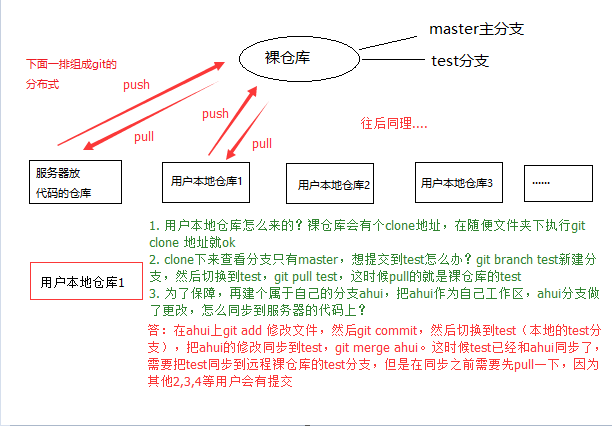 master主分支
裸仓库
test分支
下面一排组成git的
分布式
push
push
pull
pull
往后同理....
服务器放
代码的仓库
用户本地仓库1
用户本地仓库2
用户本地仓库3
......
1. 用户本地仓库怎么来的？裸仓库会有个clone地址，在随便文件夹下执行git
clone 地址就ok
2. clone下来查看分支只有master，想提交到test怎么办？git branch test新建分
支，然后切换到test，git pull test，这时候pull的就是裸仓库的test
3. 为了保障，再建个属于自己的分支ahui，把ahui作为自己工作区，ahui分支做
了更改，怎么同步到服务器的代码上？
用户本地仓库1
答：在ahui上git add 修改文件，然后git commit，然后切换到test（本地的test分
支），把ahui的修改同步到test，git merge ahui。这时候test已经和ahui同步了，
需要把test同步到远程裸仓库的test分支，但是在同步之前需要先pull一下，因为
其他2,3,4等用户会有提交